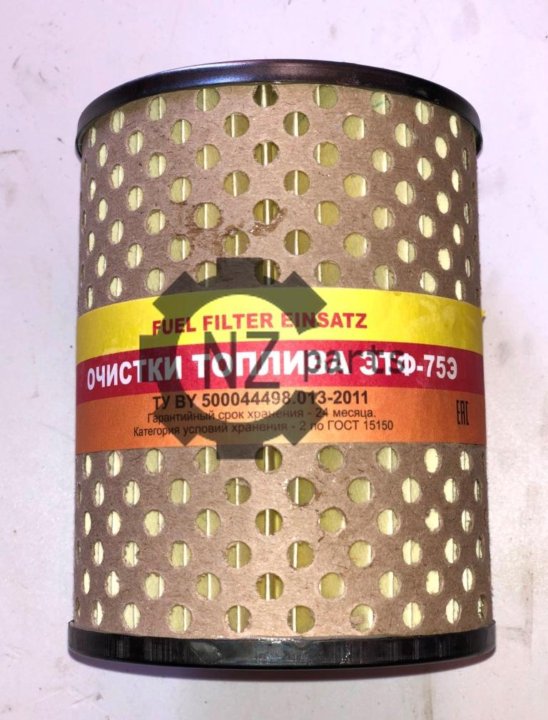 FUEL FILTER EINSATZ
ОЧИСТКИ ТОПЛИВА ЭТФ-75Э
ТУ BY 500044498.013-2011
Гарантийный срок хранения - 24 месяца.
Категория условий хранения - 2 по ГОСТ 15150
EAC
NZ
parts